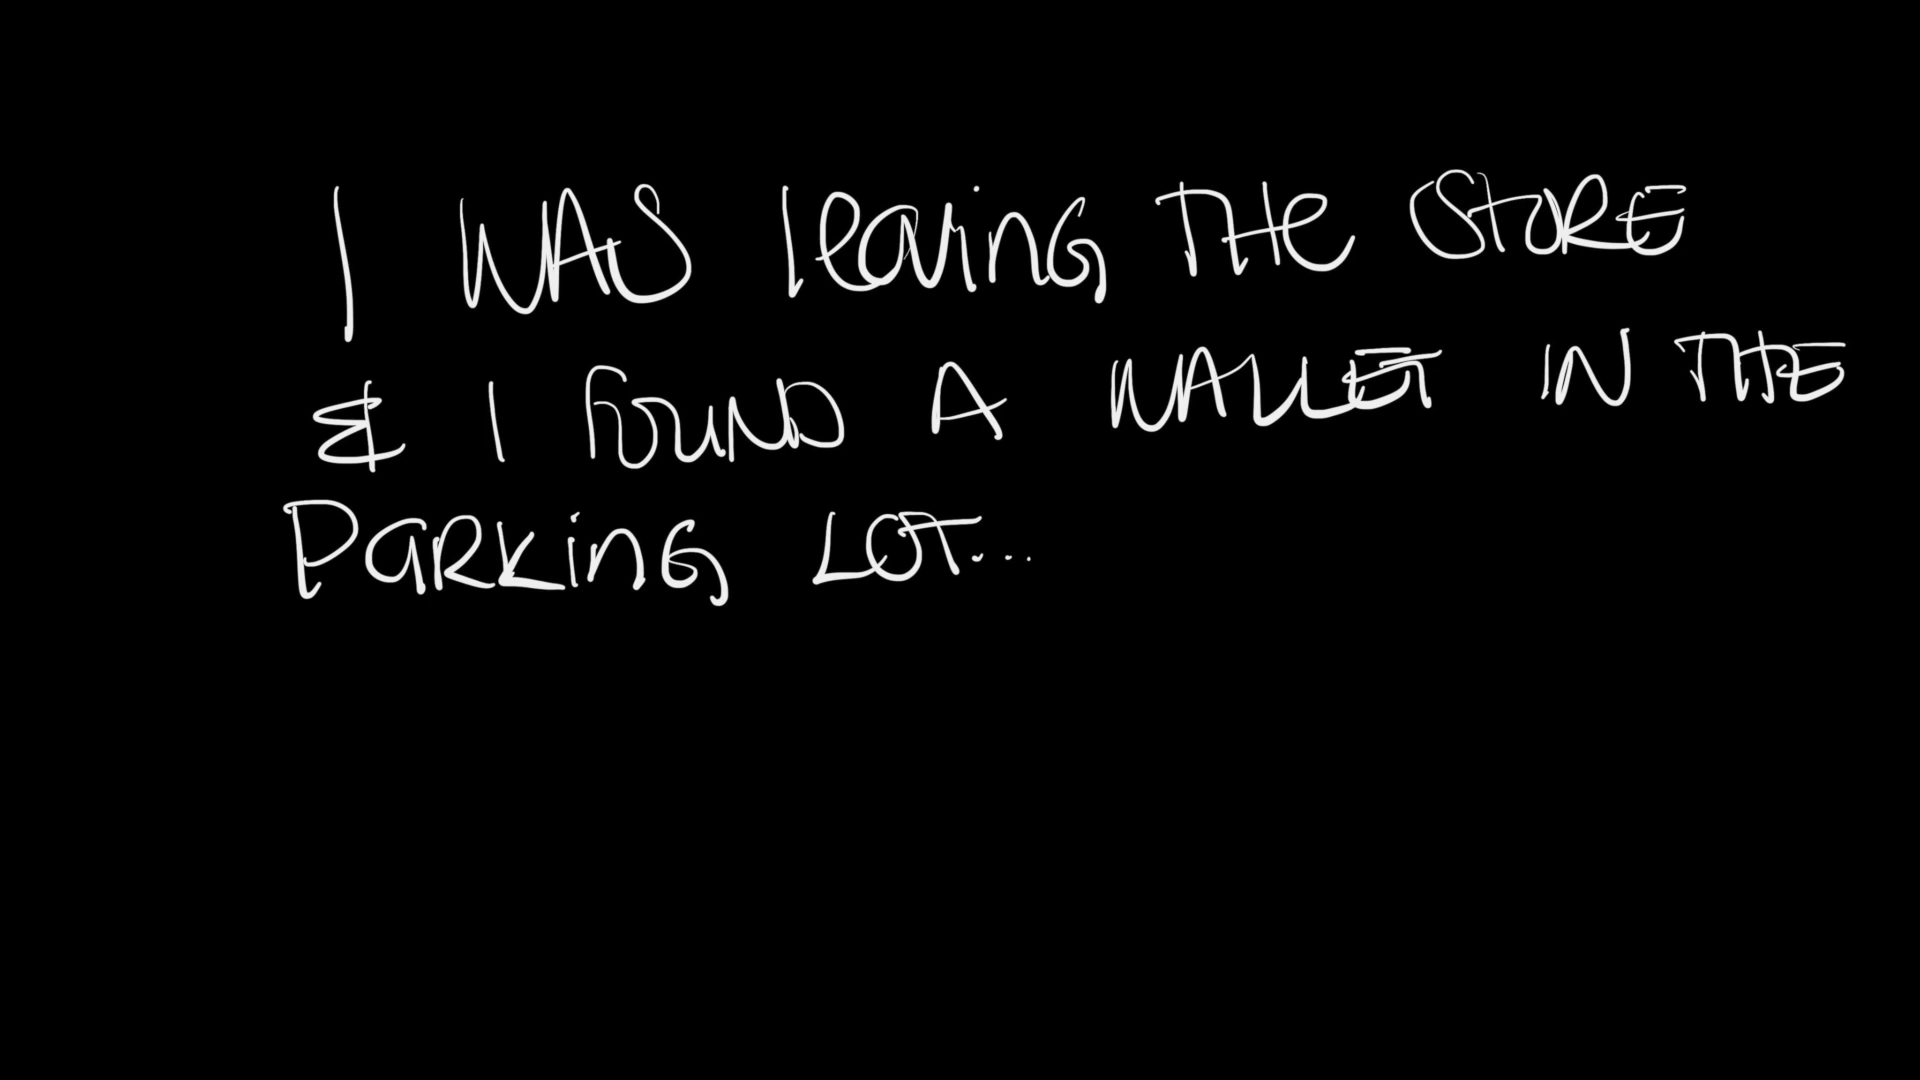 I WAS leaving THE STORE
& I FOUND A WALLET IN THE
PARKING LOT...